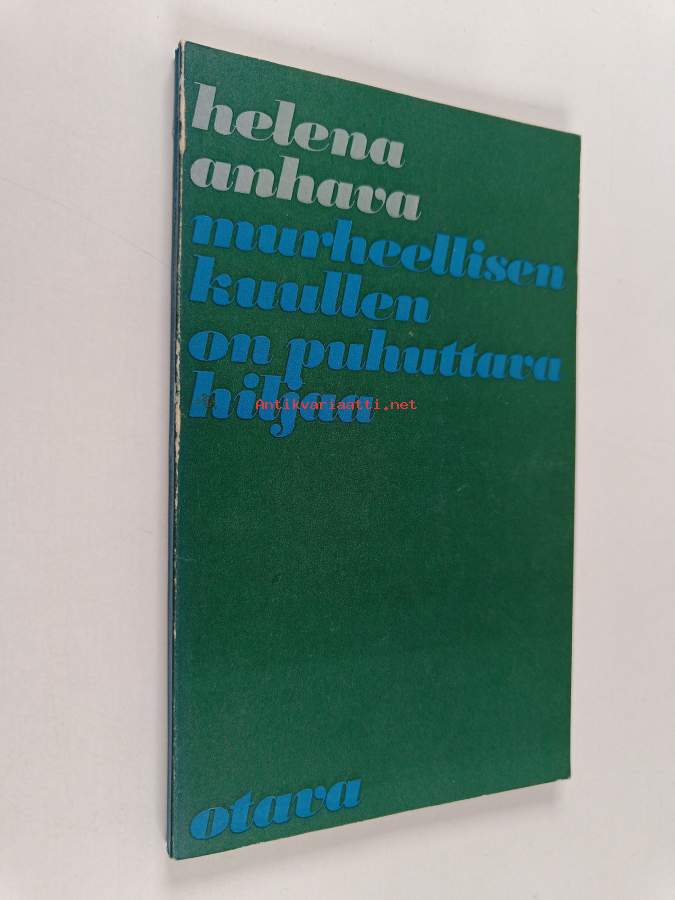 helena
anhava
murheellisen
kuullen
on puhuttava
hiljaa
Antikvariaatti.net
otava